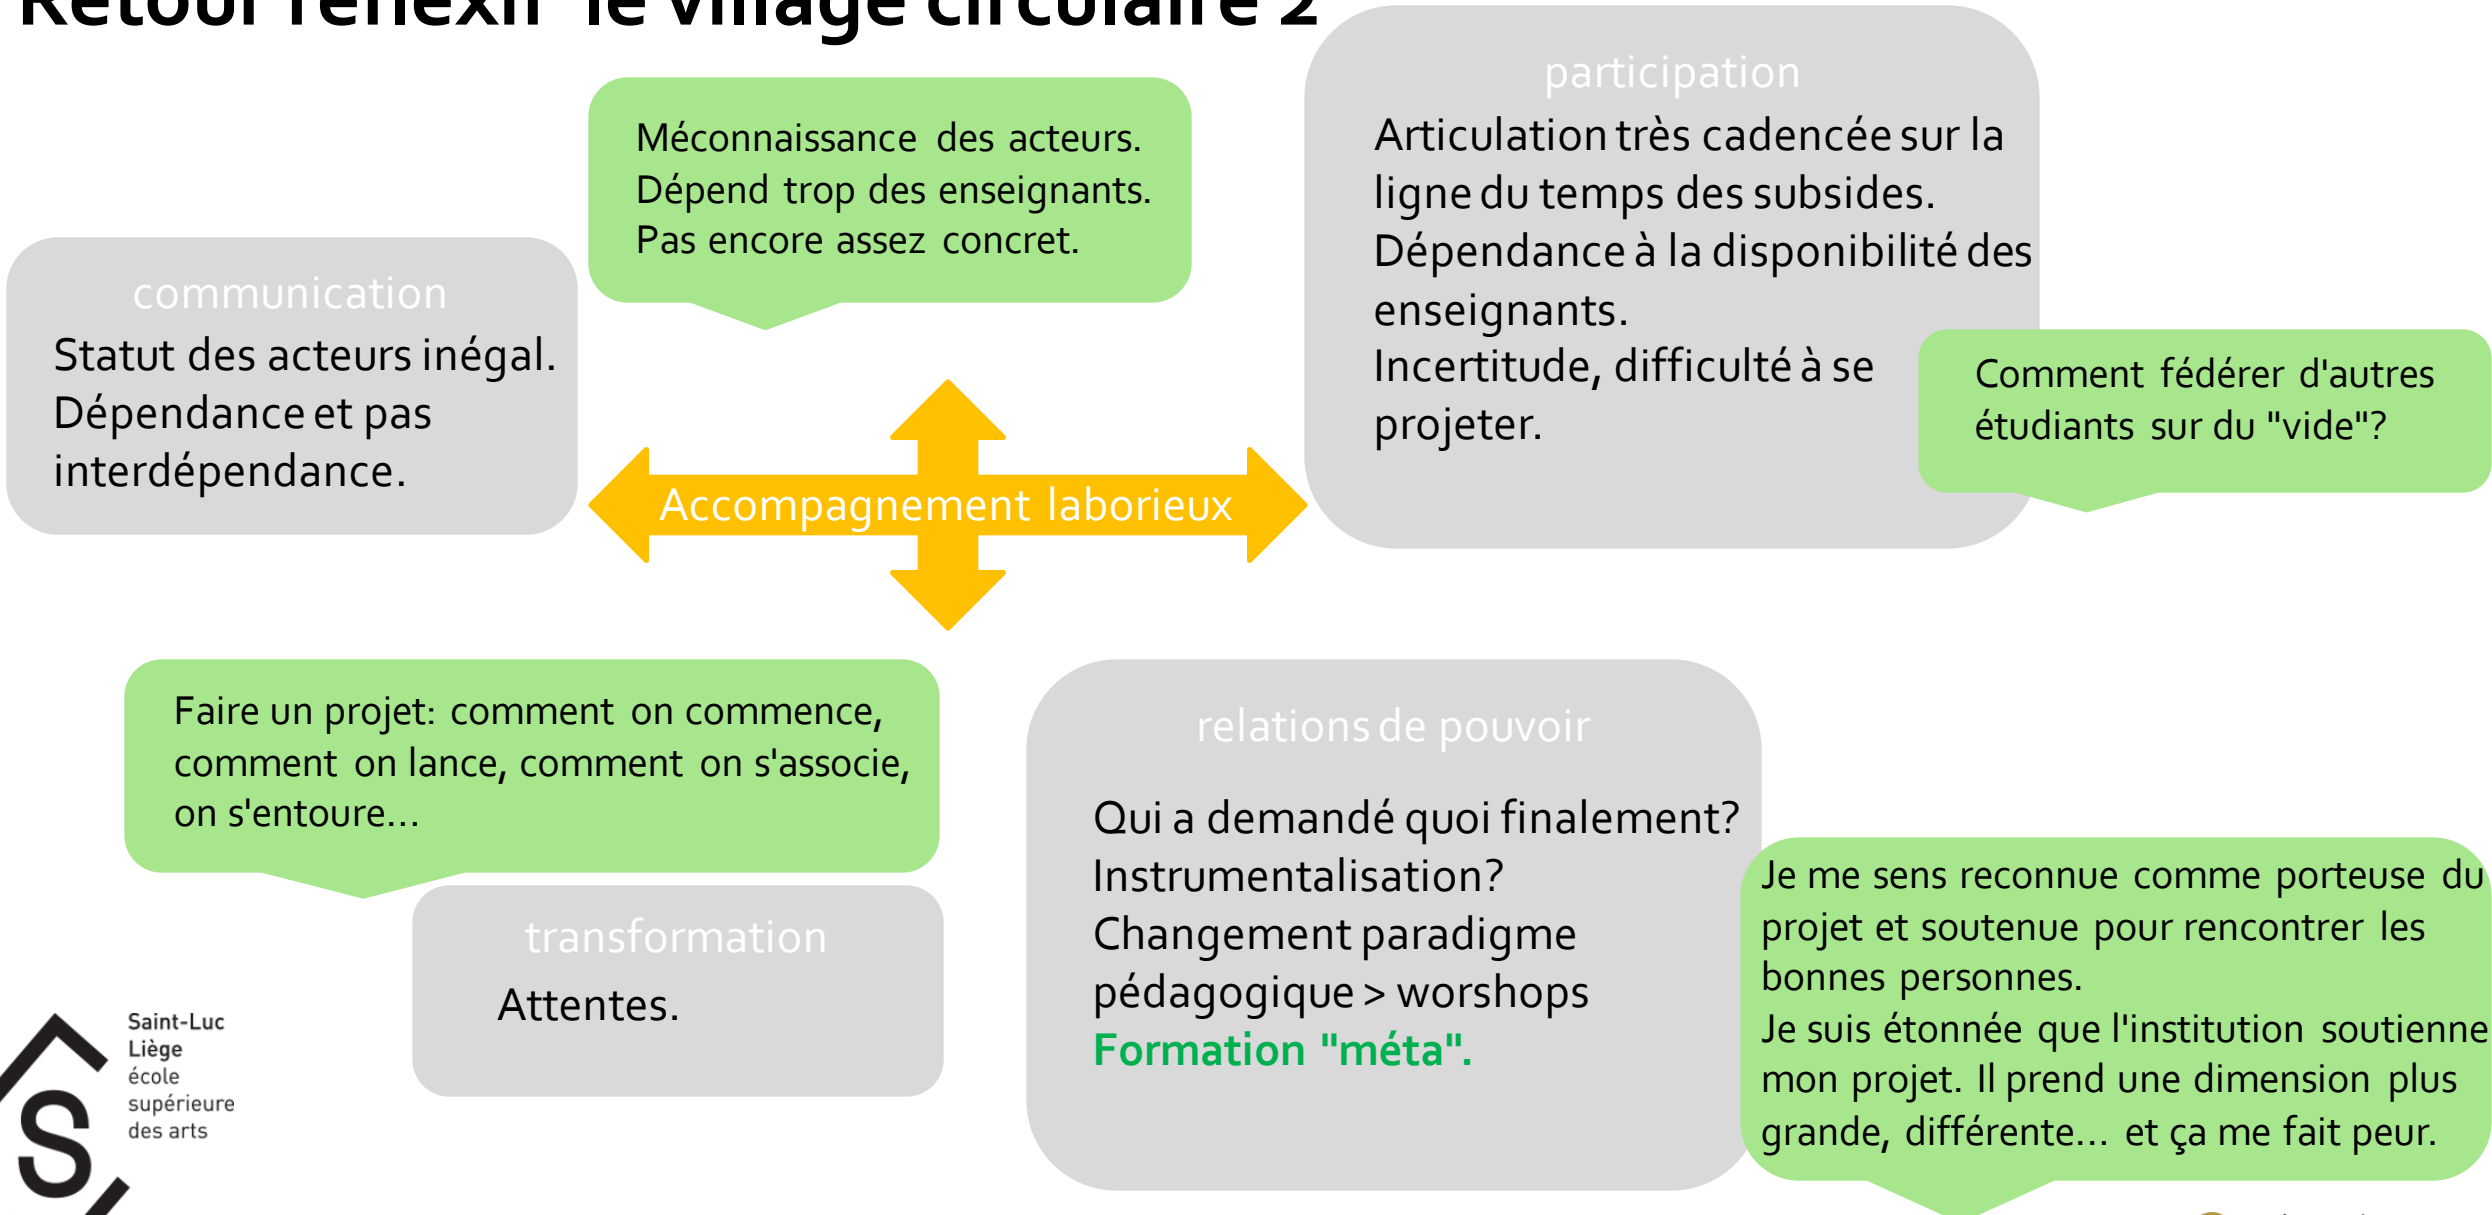 Retour réflexif le village circulaire 2
participation
Articulation très cadencée sur la
ligne du temps des subsides.
Dépendance à la disponibilité des
enseignants.
Incertitude, difficulté à se
projeter.
Méconnaissance des acteurs.
Dépend trop des enseignants.
Pas encore assez concret.
communication
Statut des acteurs inégal.
Dépendance et pas
interdépendance.
Comment fédérer d'autres
étudiants sur du "vide"?
Accompagnement laborieux
Faire un projet: comment on commence,
comment on lance, comment on s'associe,
on s'entoure...
relations de pouvoir
Qui a demandé quoi finalement?
Instrumentalisation?
Changement paradigme
pédagogique > worshops
Formation "méta".
Je me sens reconnue comme porteuse du
projet et soutenue pour rencontrer les
bonnes personnes.
Je suis étonnée que l'institution soutienne
mon projet. Il prend une dimension plus
grande, différente... et ça me fait peur.
transformation
Attentes.
Saint-Luc
Liège
école
supérieure
des arts